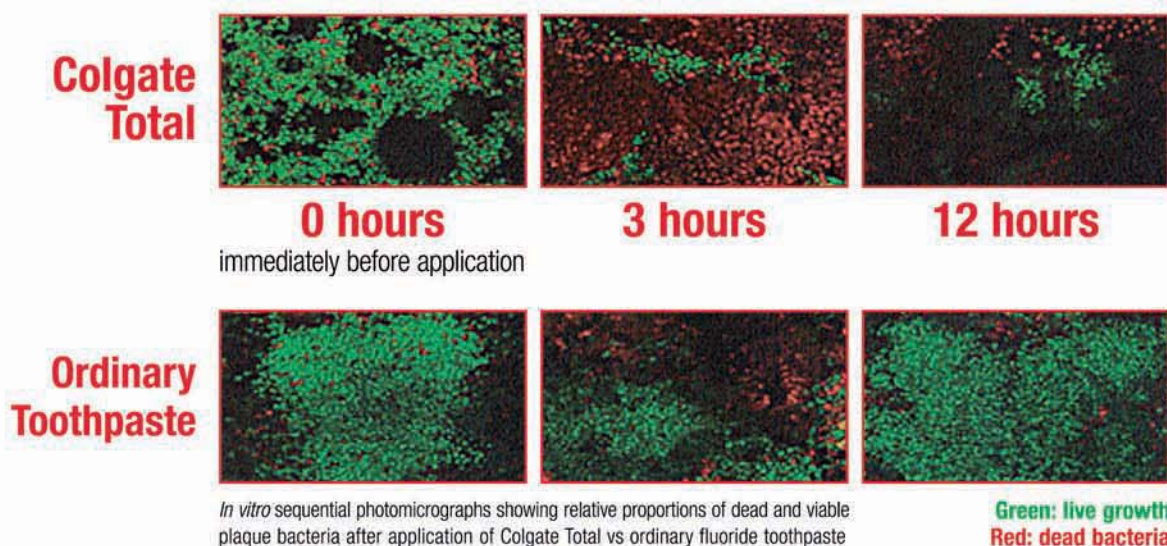 Colgate
Total
0 hours
3 hours
12 hours
immediately before application
Ordinary
Toothpaste
In vitro sequential photomicrographs showing relative proportions of dead and viable
plaque bacteria after application of Colgate Total vs ordinary fluoride toothpaste
Green: live growth
Red: dead bacteria